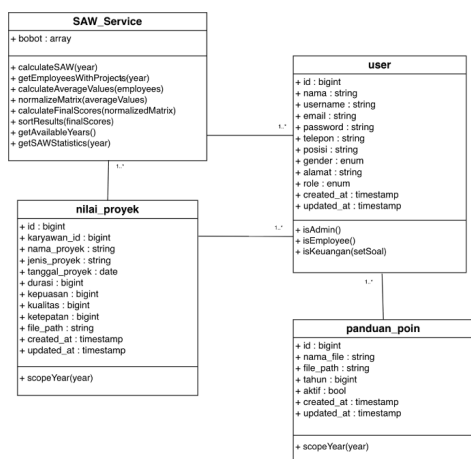 SAW_Service
+ bobot : array
+ calculateSAW(year)
+ getEmployeesWithProjects(year)
+ calculateAverageValues(employees)
+ normalizeMatrix(averageValues)
+ calculateFinalScores(normalizedMatrix)
+ sortResults(finalScores)
+ getAvailableYears()
+ getSAWStatistics(year)
user
+ id : bigint
+ nama : string
+ username : string
+ email : string
+ password : string
+ telepon : string
+ posisi : string
+ gender : enum
+ alamat : string
+ role : enum
+ created_at : timestamp
+ updated_at : timestamp
+ isAdmin()
+ isEmployee()
+ isKeuangan(setSoal)
1..*
1..*
nilai_proyek
+ id : bigint
+ karyawan_id : bigint
+ nama_proyek : string
+ jenis_proyek : string
+ tanggal_proyek : date
+ durasi : bigint
+ kepuasan : bigint
+ kualitas : bigint
+ ketepatan : bigint
+ file_path : string
+ created_at : timestamp
+ updated_at : timestamp
+ scopeYear(year)
1..*
1..*
panduan_poin
+ id : bigint
+ nama_file : string
+ file_path : string
+ tahun : bigint
+ aktif : bool
+ created_at : timestamp
+ updated_at : timestamp
+ scopeYear(year)